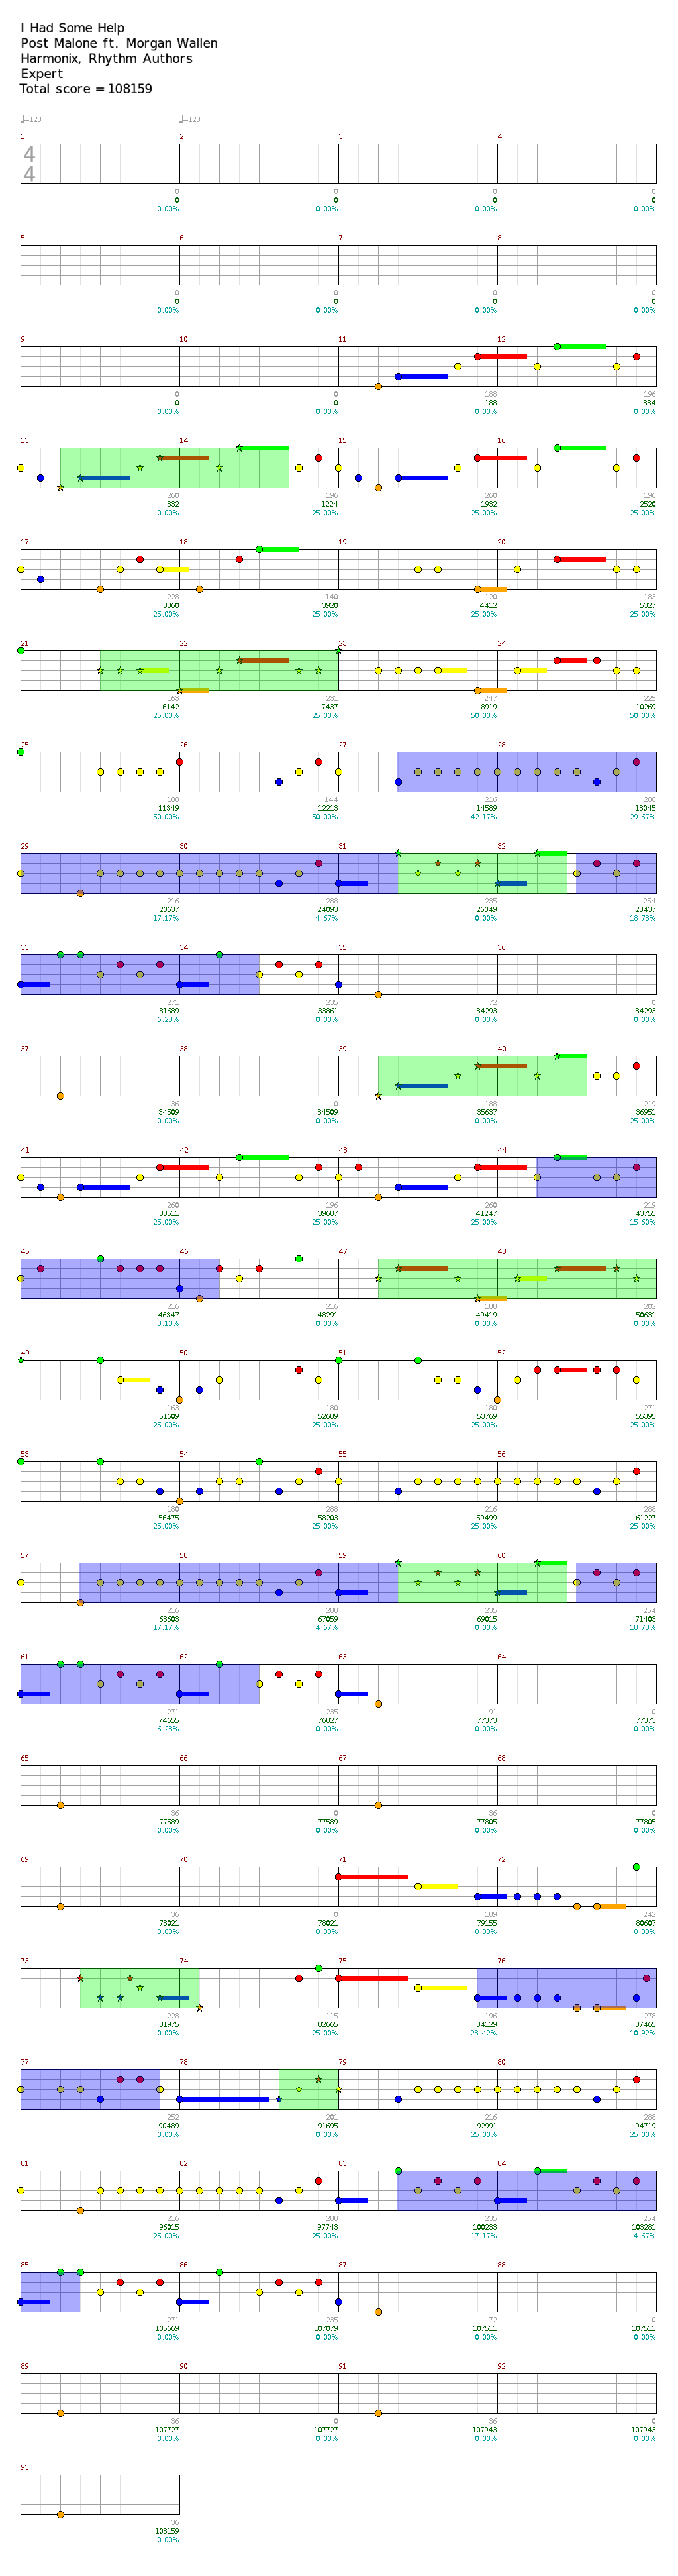 I Had Some Help
Post Malone ft. Morgan Wallen
Harmonix, Rhythm Authors
Expert
Total score = 108159
♩=128 ♩=128
1 2 3 4
4
4
0 0 0 0
0 0 0 0
0.00% 0.00% 0.00% 0.00%
5 6 7 8
0 0 0 0
0 0 0 0
0.00% 0.00% 0.00% 0.00%
9 10 11 12
0 0 188 196
0 0 188 384
0.00% 0.00% 0.00% 0.00%
13 14 15 16
260 196 260 196
832 1224 1932 2520
0.00% 25.00% 25.00% 25.00%
17 18 19 20
228 140 120 183
3360 3920 4412 5327
25.00% 25.00% 25.00% 25.00%
21 22 23 24
163 231 247 225
6142 7437 8919 10269
25.00% 50.00% 50.00% 50.00%
25 26 27 28
180 144 216 288
11349 12213 14589 18045
50.00% 50.00% 42.17% 29.67%
29 30 31 32
216 288 235 254
20637 24093 26049 28437
17.17% 4.67% 0.00% 18.73%
33 34 35 36
271 235 72 0
31689 33861 34293 34293
6.23% 0.00% 0.00% 0.00%
37 38 39 40
36 0 188 219
34509 34509 35637 36951
0.00% 0.00% 0.00% 25.00%
41 42 43 44
260 196 260 219
38511 39687 41247 43755
25.00% 25.00% 25.00% 15.60%
45 46 47 48
216 216 188 202
46347 48291 49419 50631
3.10% 0.00% 0.00% 0.00%
49 50 51 52
163 180 180 271
51609 52689 53769 55395
25.00% 25.00% 25.00% 25.00%
53 54 55 56
180 288 216 288
56475 58203 59499 61227
25.00% 25.00% 25.00% 25.00%
57 58 59 60
216 288 235 254
63603 67059 69015 71403
17.17% 4.67% 0.00% 18.73%
61 62 63 64
271 235 91 0
74655 76827 77373 77373
6.23% 0.00% 0.00% 0.00%
65 66 67 68
36 0 36 0
77589 77589 77805 77805
0.00% 0.00% 0.00% 0.00%
69 70 71 72
36 0 189 242
78021 78021 79155 80607
0.00% 0.00% 0.00% 0.00%
73 74 75 76
228 115 196 278
81975 82665 84129 87465
0.00% 25.00% 23.42% 10.92%
77 78 79 80
252 201 216 288
90489 91695 92991 94719
0.00% 0.00% 25.00% 25.00%
81 82 83 84
216 288 235 254
96015 97743 100233 103281
25.00% 25.00% 17.17% 4.67%
85 86 87 88
271 235 72 0
105669 107079 107511 107511
0.00% 0.00% 0.00% 0.00%
89 90 91 92
36 0 36 0
107727 107727 107943 107943
0.00% 0.00% 0.00% 0.00%
93
36
108159
0.00%